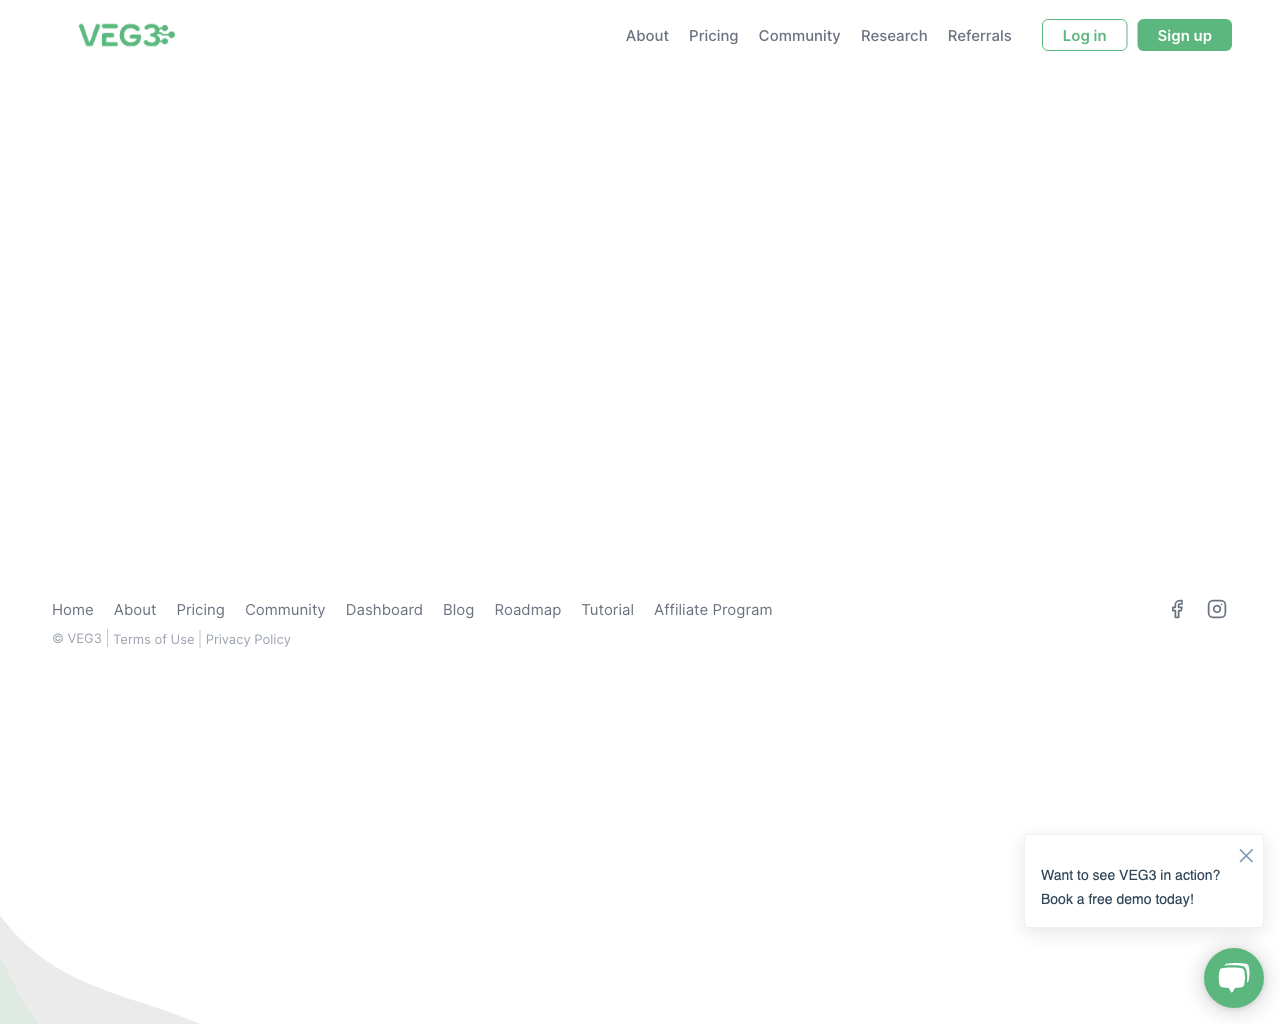 VEG3
About Pricing Community Research Referrals Log in Sign up
Home About Pricing Community Dashboard Blog Roadmap Tutorial Affiliate Program
© VEG3 | Terms of Use | Privacy Policy
Want to see VEG3 in action?
Book a free demo today!